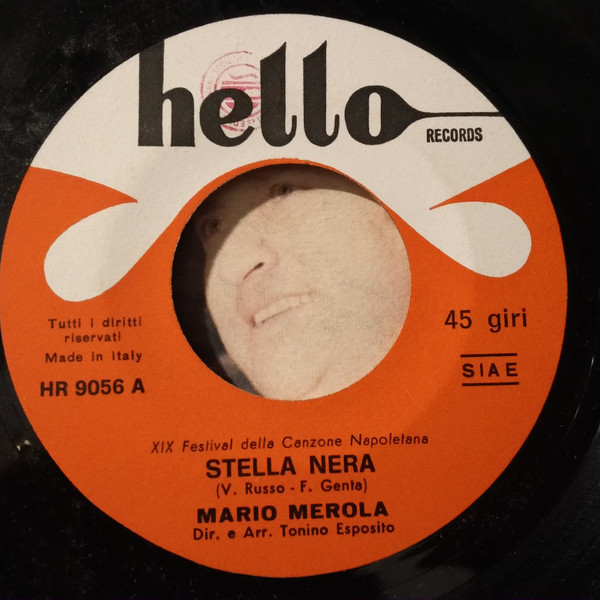 hello
RECORDS
Tutti i diritti
riservati
Made in Italy
HR 9056 A
45 giri
SIAE
XIX Festival della Canzone Napoletana
STELLA NERA
(V. Russo - F. Genta)
MARIO MEROLA
Dir. e Arr. Tonino Esposito